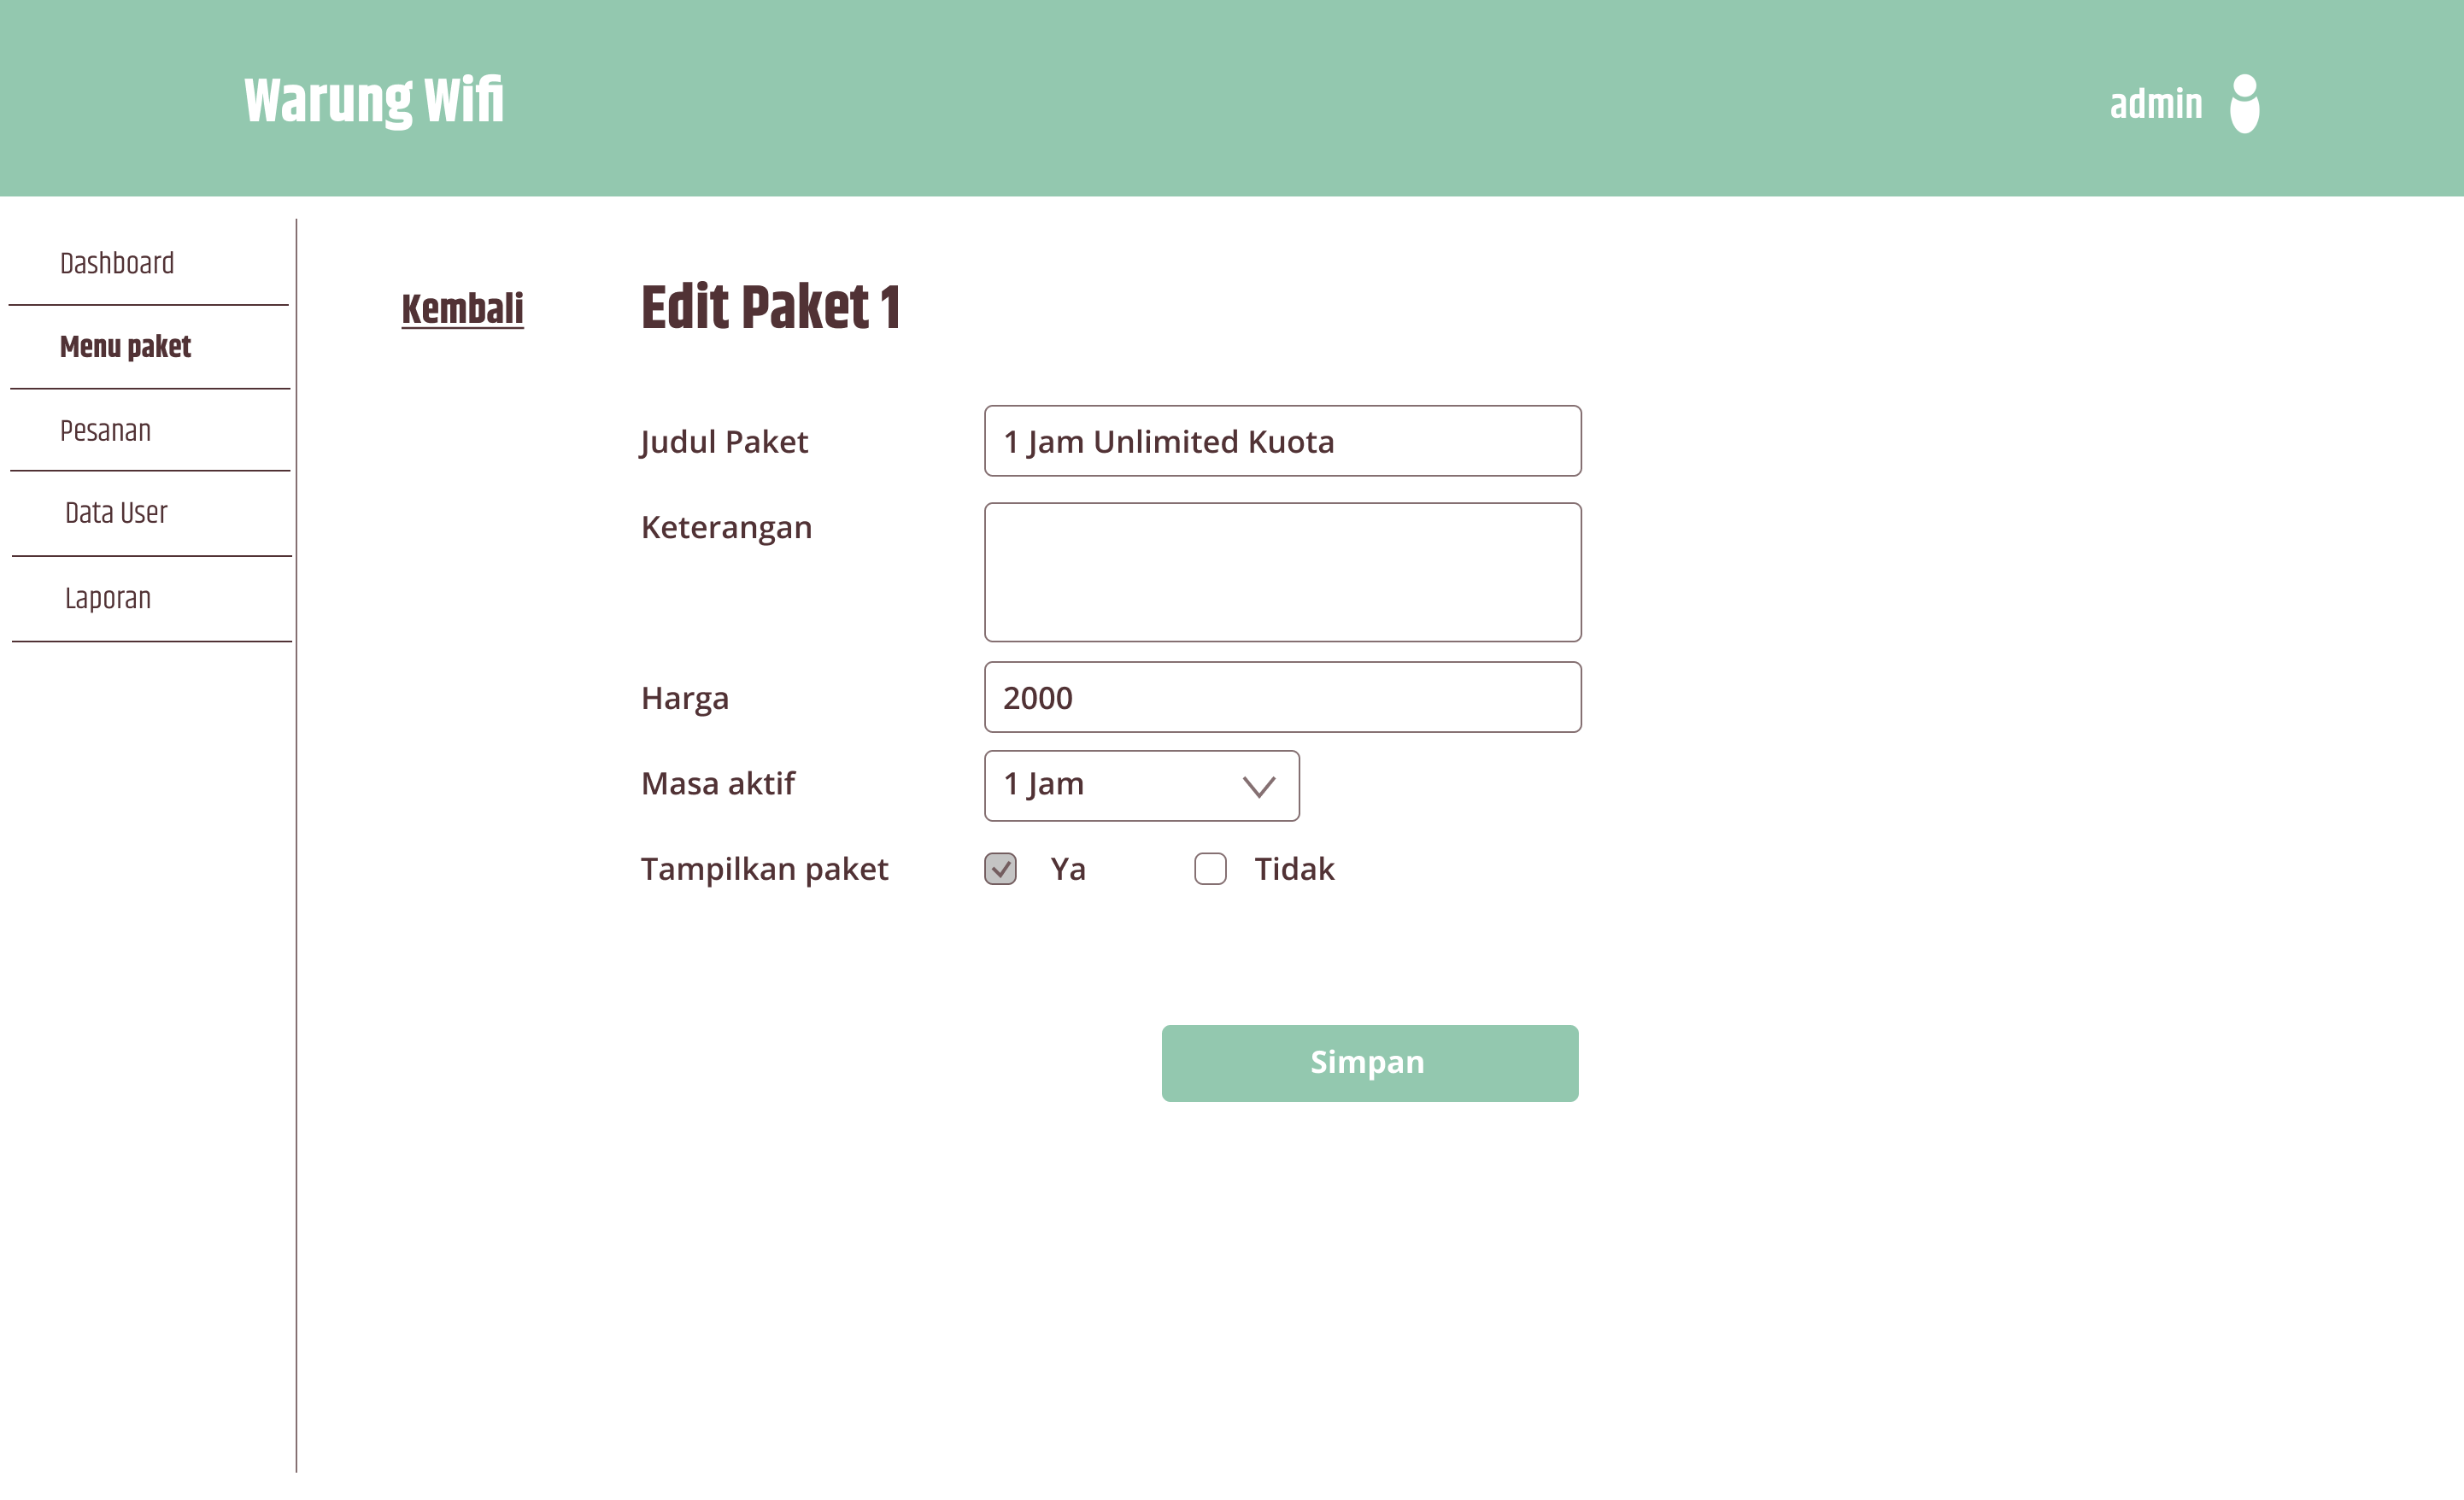 Warung Wifi
admin
Dashboard
Menu paket
Pesanan
Data User
Laporan
Kembali
Edit Paket 1
Judul Paket
1 Jam Unlimited Kuota
Keterangan
Harga
2000
Masa aktif
1 Jam
Tampilkan paket
Ya
Tidak
Simpan